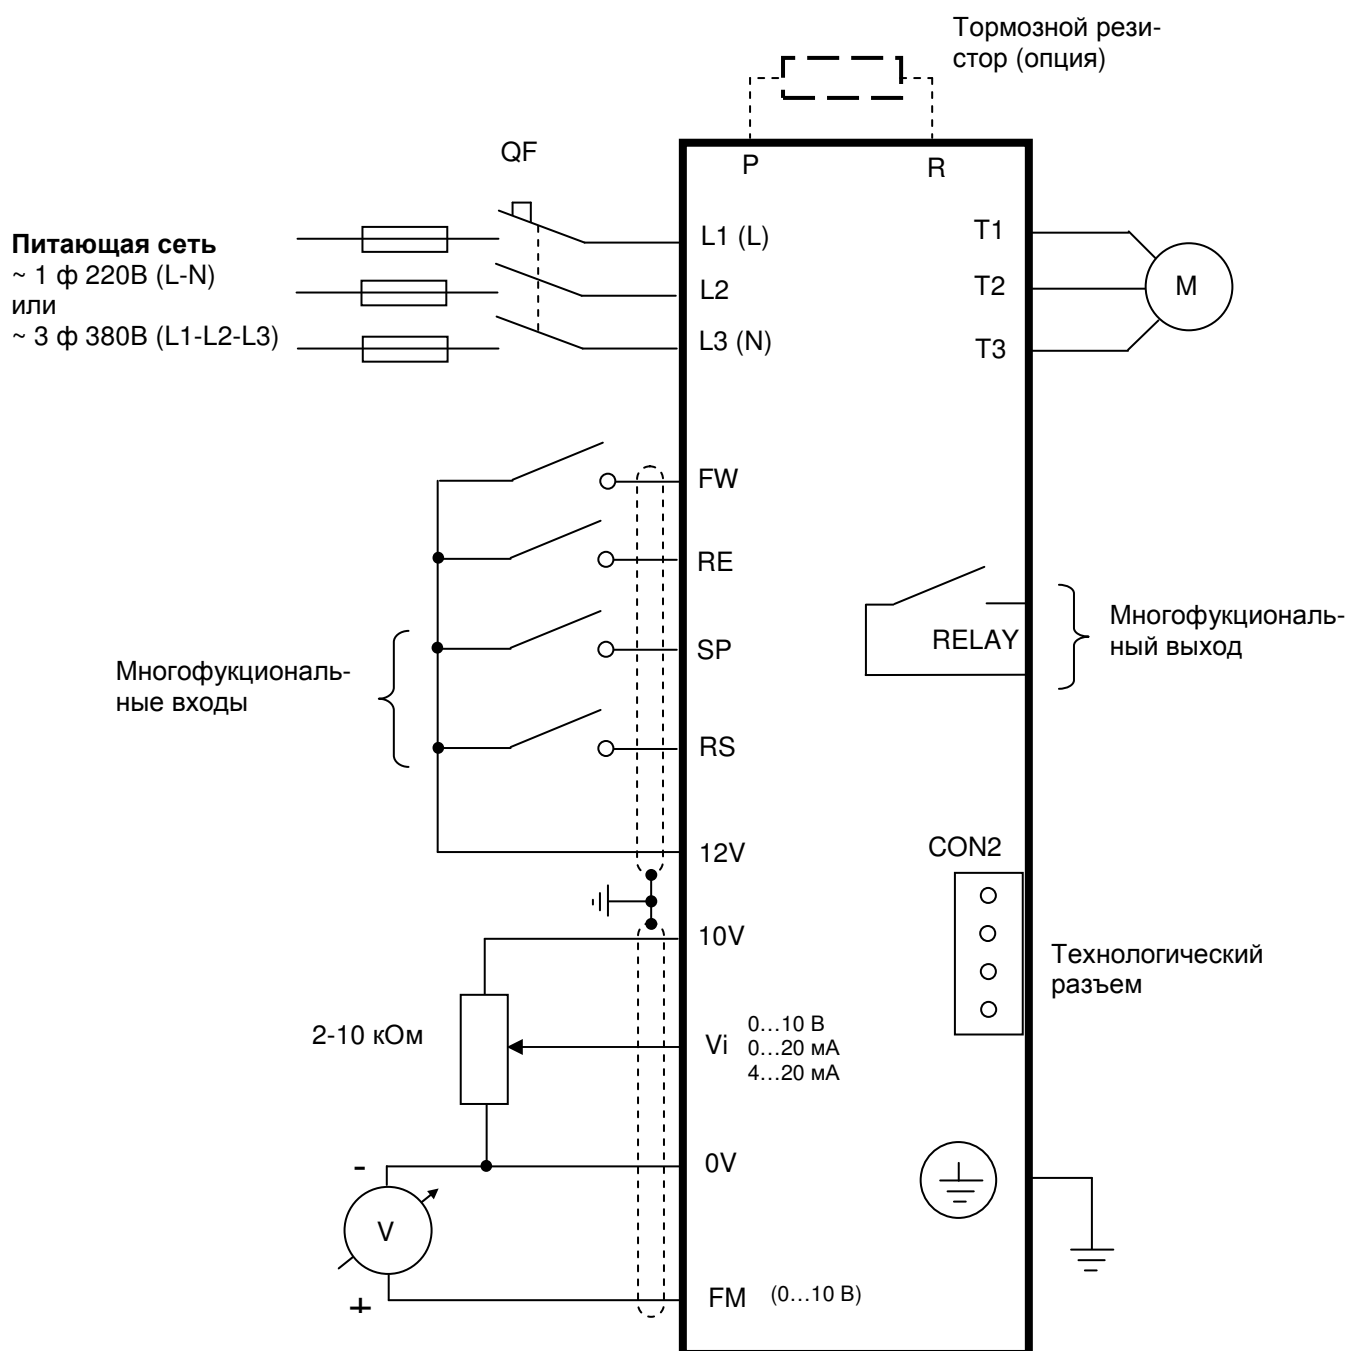 Тормозной рези-
стор (опция)
QF
P
R
Питающая сеть
~ 1 ф 220В (L-N)
или
~ 3 ф 380В (L1-L2-L3)
L1 (L)
L2
L3 (N)
T1
T2
T3
M
FW
RE
SP
RS
12V
Многофукциональ-
ные входы
RELAY
Многофукциональ-
ный выход
CON2
Технологический
разъем
10V
2-10 кОм
Vi
0…10 В
0…20 мА
4…20 мА
-
0V
V
+
FM (0…10 В)